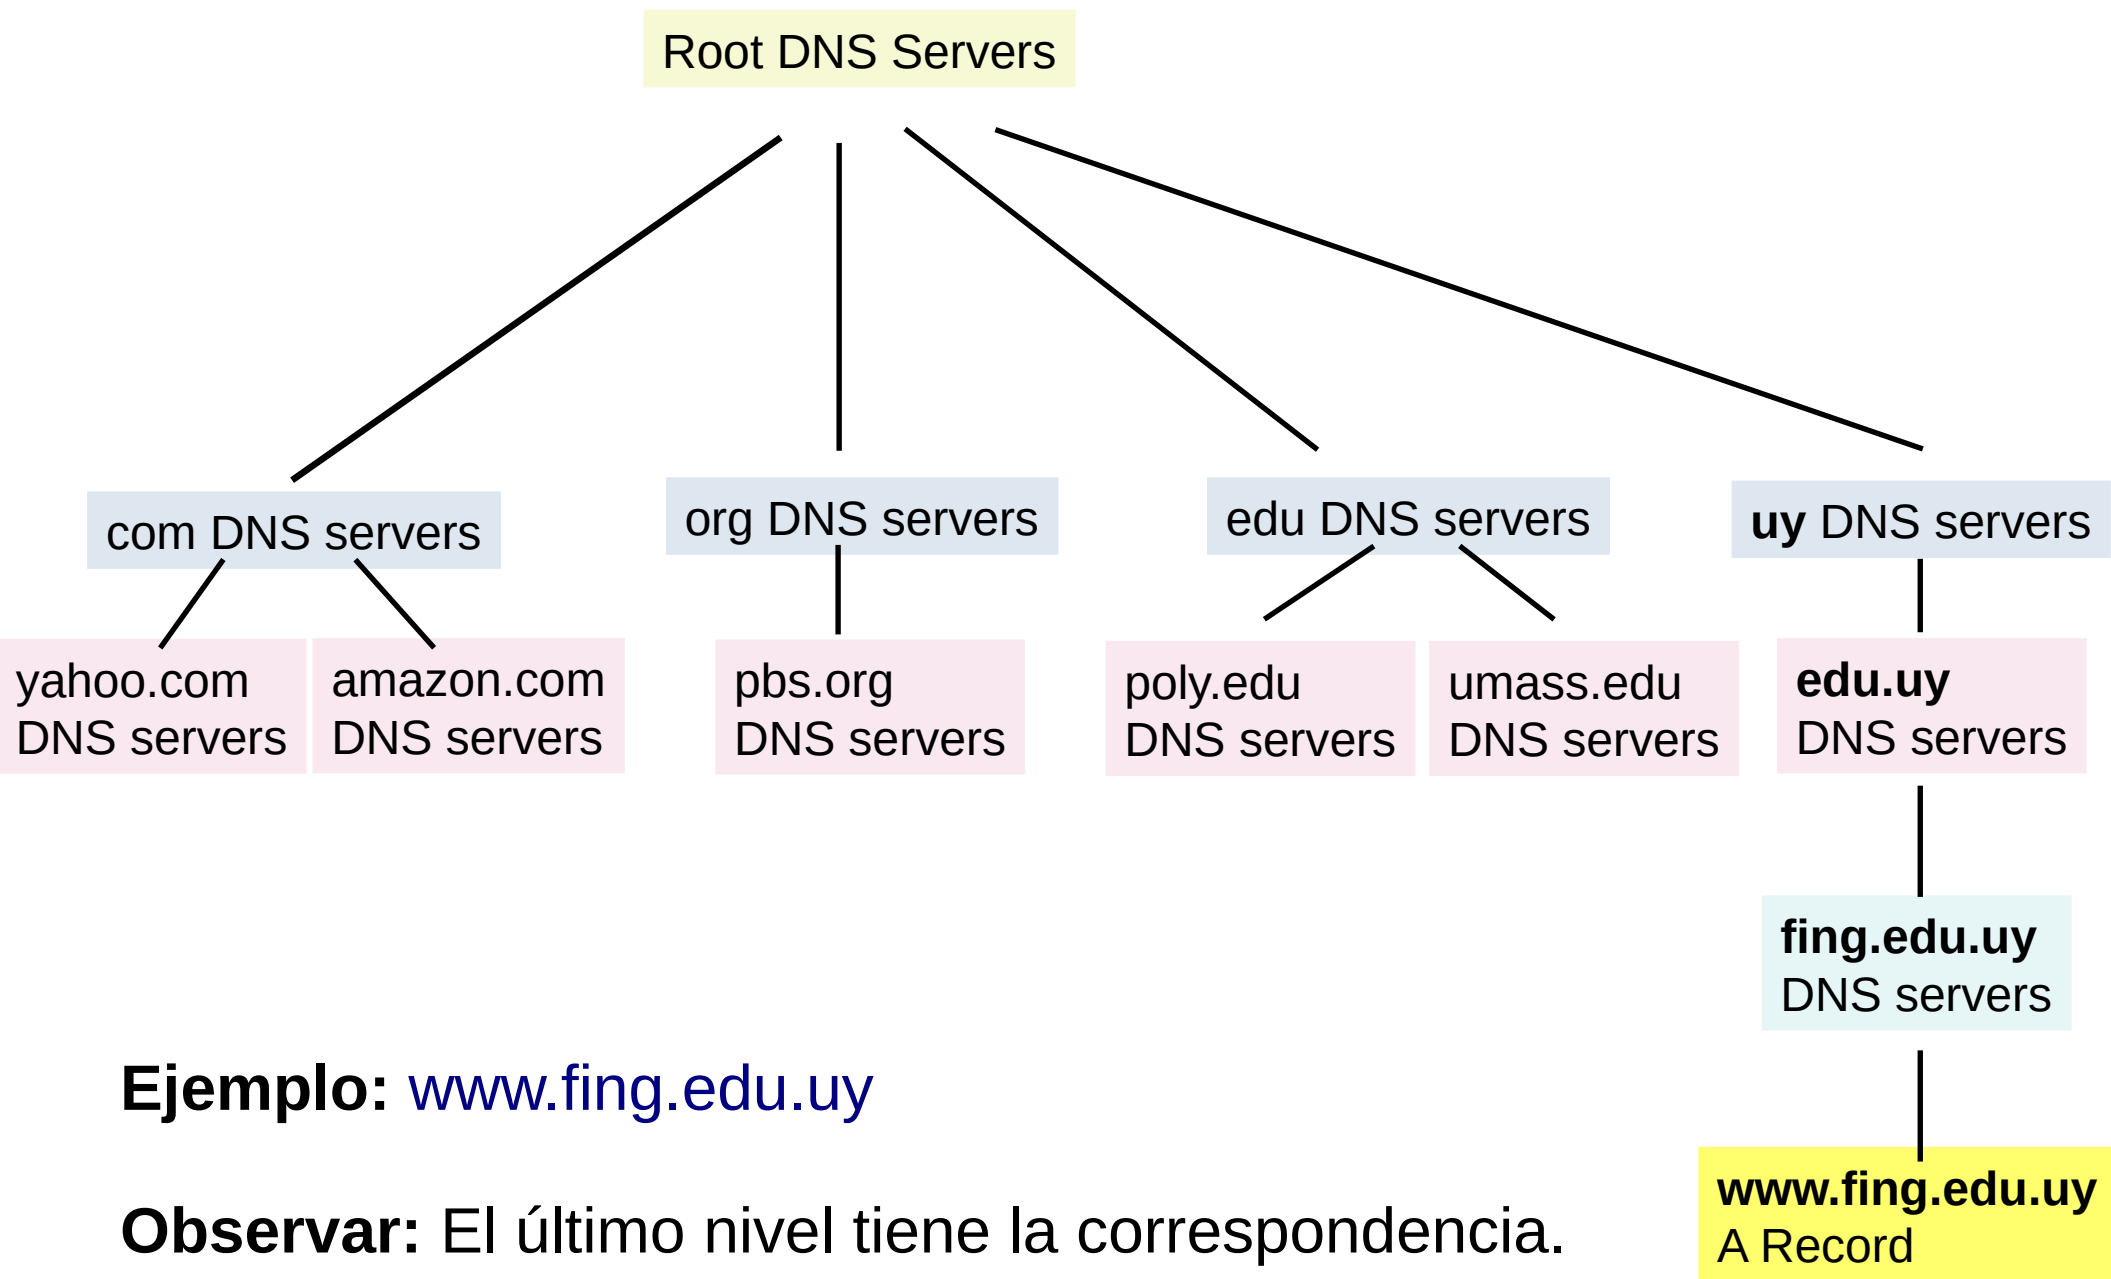 Root DNS Servers
com DNS servers
org DNS servers
edu DNS servers
uy DNS servers
yahoo.com
DNS servers
amazon.com
DNS servers
pbs.org
DNS servers
poly.edu
DNS servers
umass.edu
DNS servers
edu.uy
DNS servers
fing.edu.uy
DNS servers
Ejemplo: www.fing.edu.uy
www.fing.edu.uy
A Record
Observar: El último nivel tiene la correspondencia.